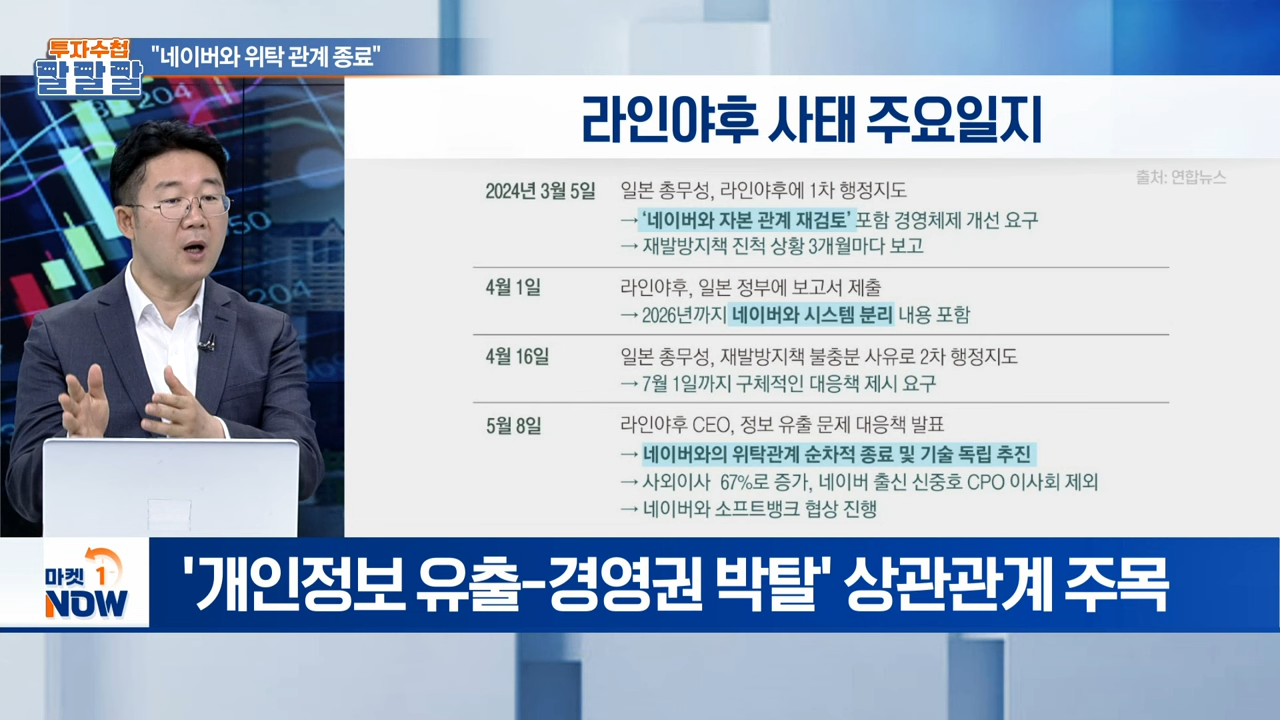 투자수첩
팔팔팔
"네이버와 위탁 관계 종료"
204
50
204
라인야후 사태 주요일지
출처: 연합뉴스
2024년 3월 5일 일본 총무성, 라인야후에 1차 행정지도
→ ‘네이버와 자본 관계 재검토’ 포함 경영체제 개선 요구
→ 재발방지책 진척 상황 3개월마다 보고
4월 1일 라인야후, 일본 정부에 보고서 제출
→ 2026년까지 네이버와 시스템 분리 내용 포함
4월 16일 일본 총무성, 재발방지책 불충분 사유로 2차 행정지도
→ 7월 1일까지 구체적인 대응책 제시 요구
5월 8일 라인야후 CEO, 정보 유출 문제 대응책 발표
→ 네이버와의 위탁관계 순차적 종료 및 기술 독립 추진
→ 사외이사 67%로 증가, 네이버 출신 신중호 CPO 이사회 제외
→ 네이버와 소프트뱅크 협상 진행
마켓 1
NOW
'개인정보 유출-경영권 박탈' 상관관계 주목